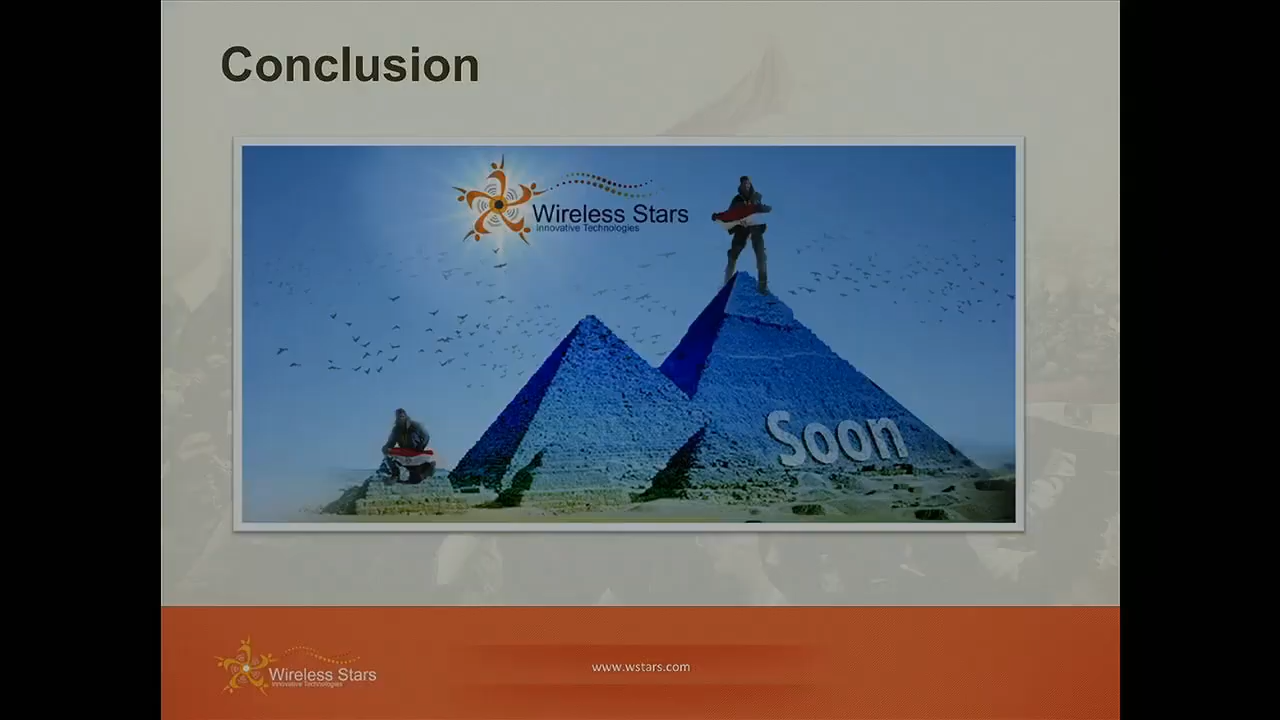 Conclusion
Wireless Stars
Innovative Technologies
Soon
Wireless Stars
Innovative Technologies
www.wstars.com